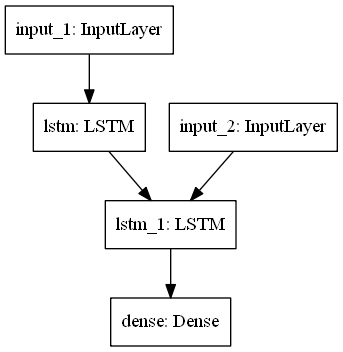 input_1: InputLayer
lstm: LSTM
input_2: InputLayer
lstm_1: LSTM
dense: Dense